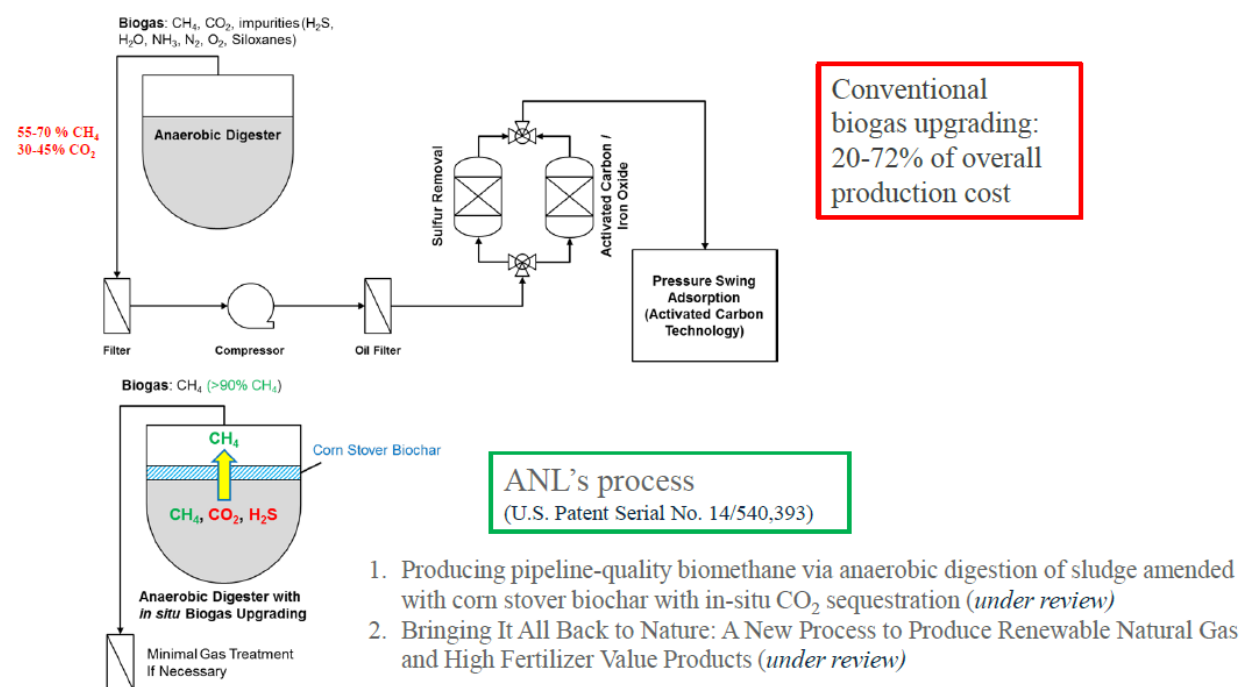 Biogas: CH₄, CO₂, impurities (H₂S,
H₂O, NH₃, N₂, O₂, Siloxanes)
55-70 % CH₄
30-45% CO₂
Anaerobic Digester
Sulfur Removal
Activated Carbon /
Iron Oxide
Conventional
biogas upgrading:
20-72% of overall
production cost
Pressure Swing
Adsorption
(Activated Carbon
Technology)
Filter
Compressor
Oil Filter
Biogas: CH₄ (>90% CH₄)
CH₄
Corn Stover Biochar
CH₄, CO₂, H₂S
Anaerobic Digester with
in situ Biogas Upgrading
Minimal Gas Treatment
If Necessary
ANL's process
(U.S. Patent Serial No. 14/540,393)
1. Producing pipeline-quality biomethane via anaerobic digestion of sludge amended
with corn stover biochar with in-situ CO₂ sequestration (under review)
2. Bringing It All Back to Nature: A New Process to Produce Renewable Natural Gas
and High Fertilizer Value Products (under review)